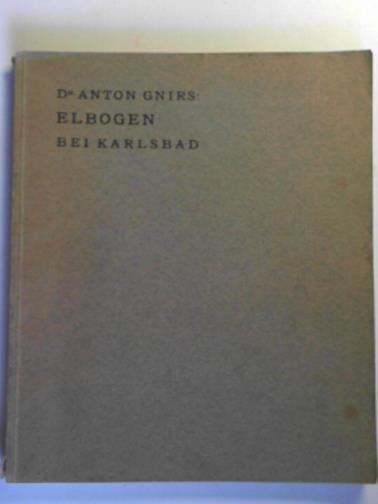 Dr ANTON GNIRS:
ELBOGEN
BEI KARLSBAD